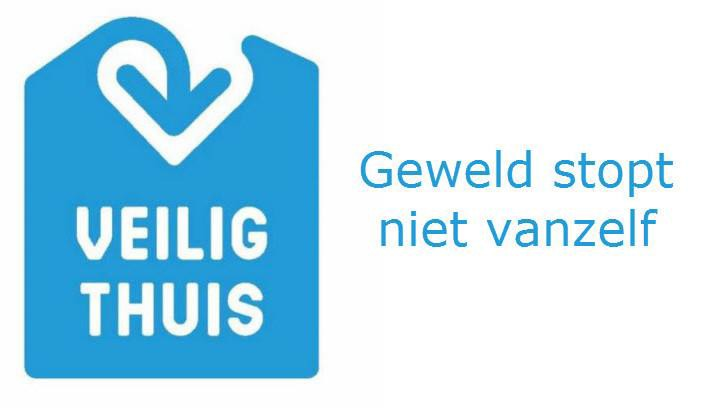 VEILIG
THUIS
Geweld stopt
niet vanzelf